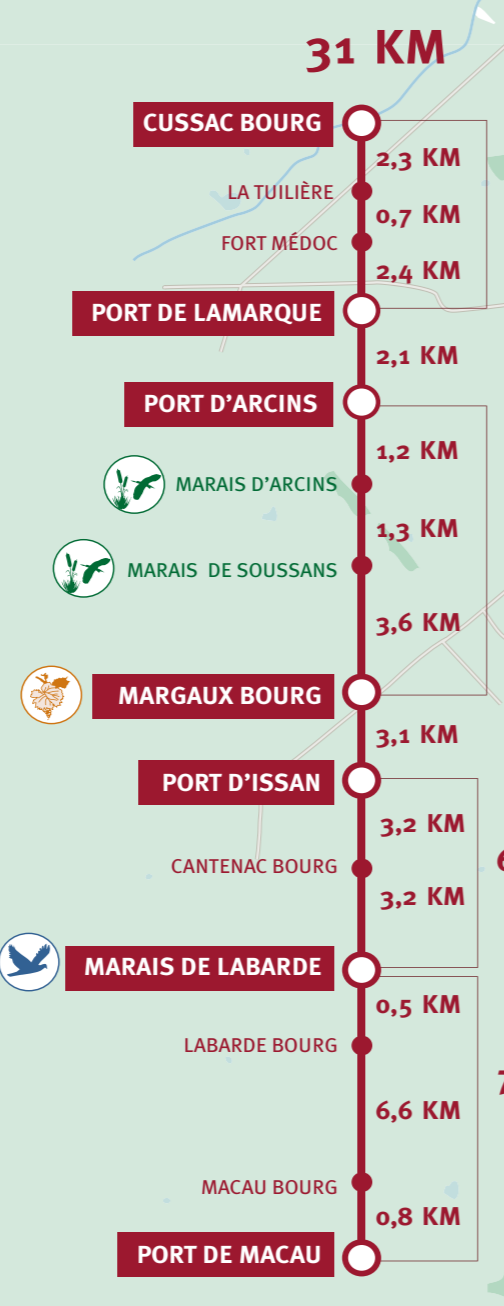 31 KM
CUSSAC BOURG
2,3 KM
LA TUILIÈRE
0,7 KM
FORT MÉDOC
2,4 KM
PORT DE LAMARQUE
2,1 KM
PORT D'ARCINS
1,2 KM
MARAIS D'ARCINS
1,3 KM
MARAIS DE SOUSSANS
3,6 KM
MARGAUX BOURG
3,1 KM
PORT D'ISSAN
3,2 KM
CANTENAC BOURG
3,2 KM
MARAIS DE LABARDE
0,5 KM
LABARDE BOURG
6,6 KM
MACAU BOURG
0,8 KM
PORT DE MACAU